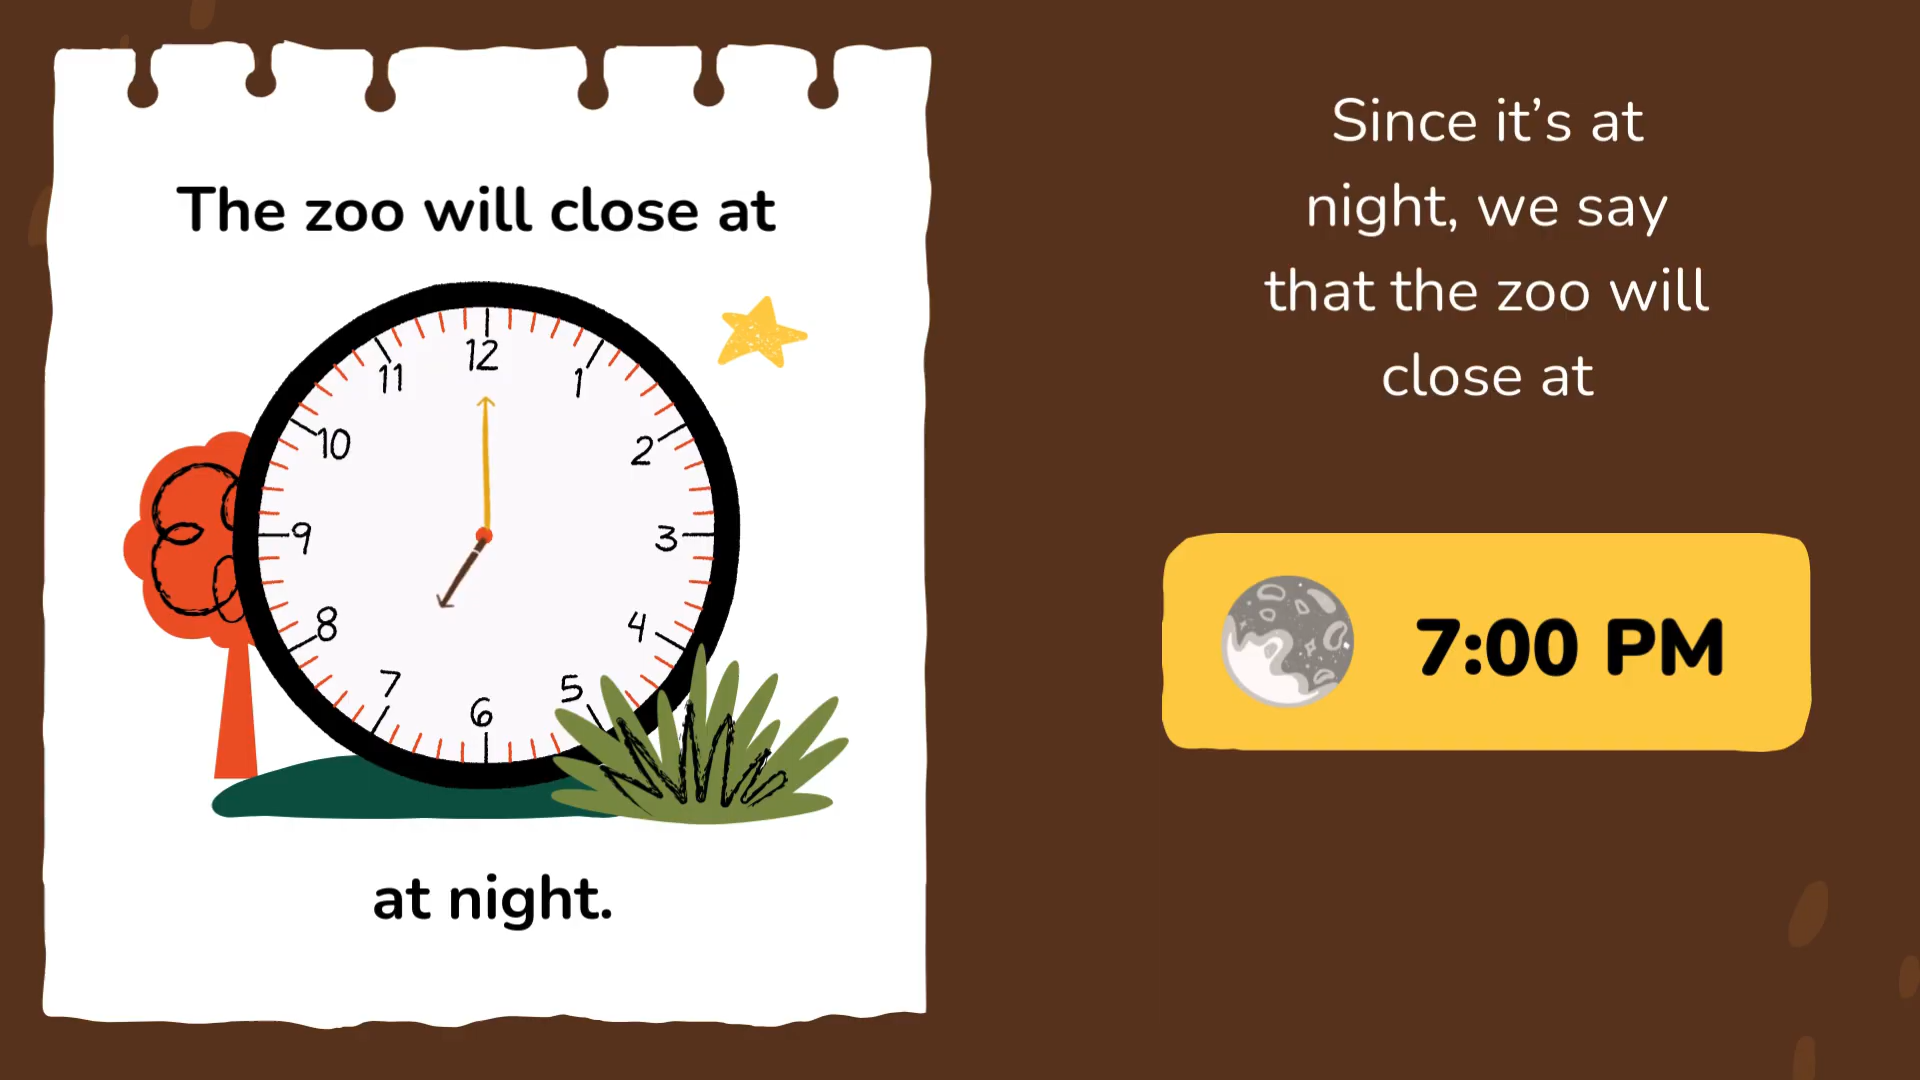 The zoo will close at
12
11
1
10
2
9
3
8
4
7
5
6
at night.
Since it’s at
night, we say
that the zoo will
close at
7:00 PM